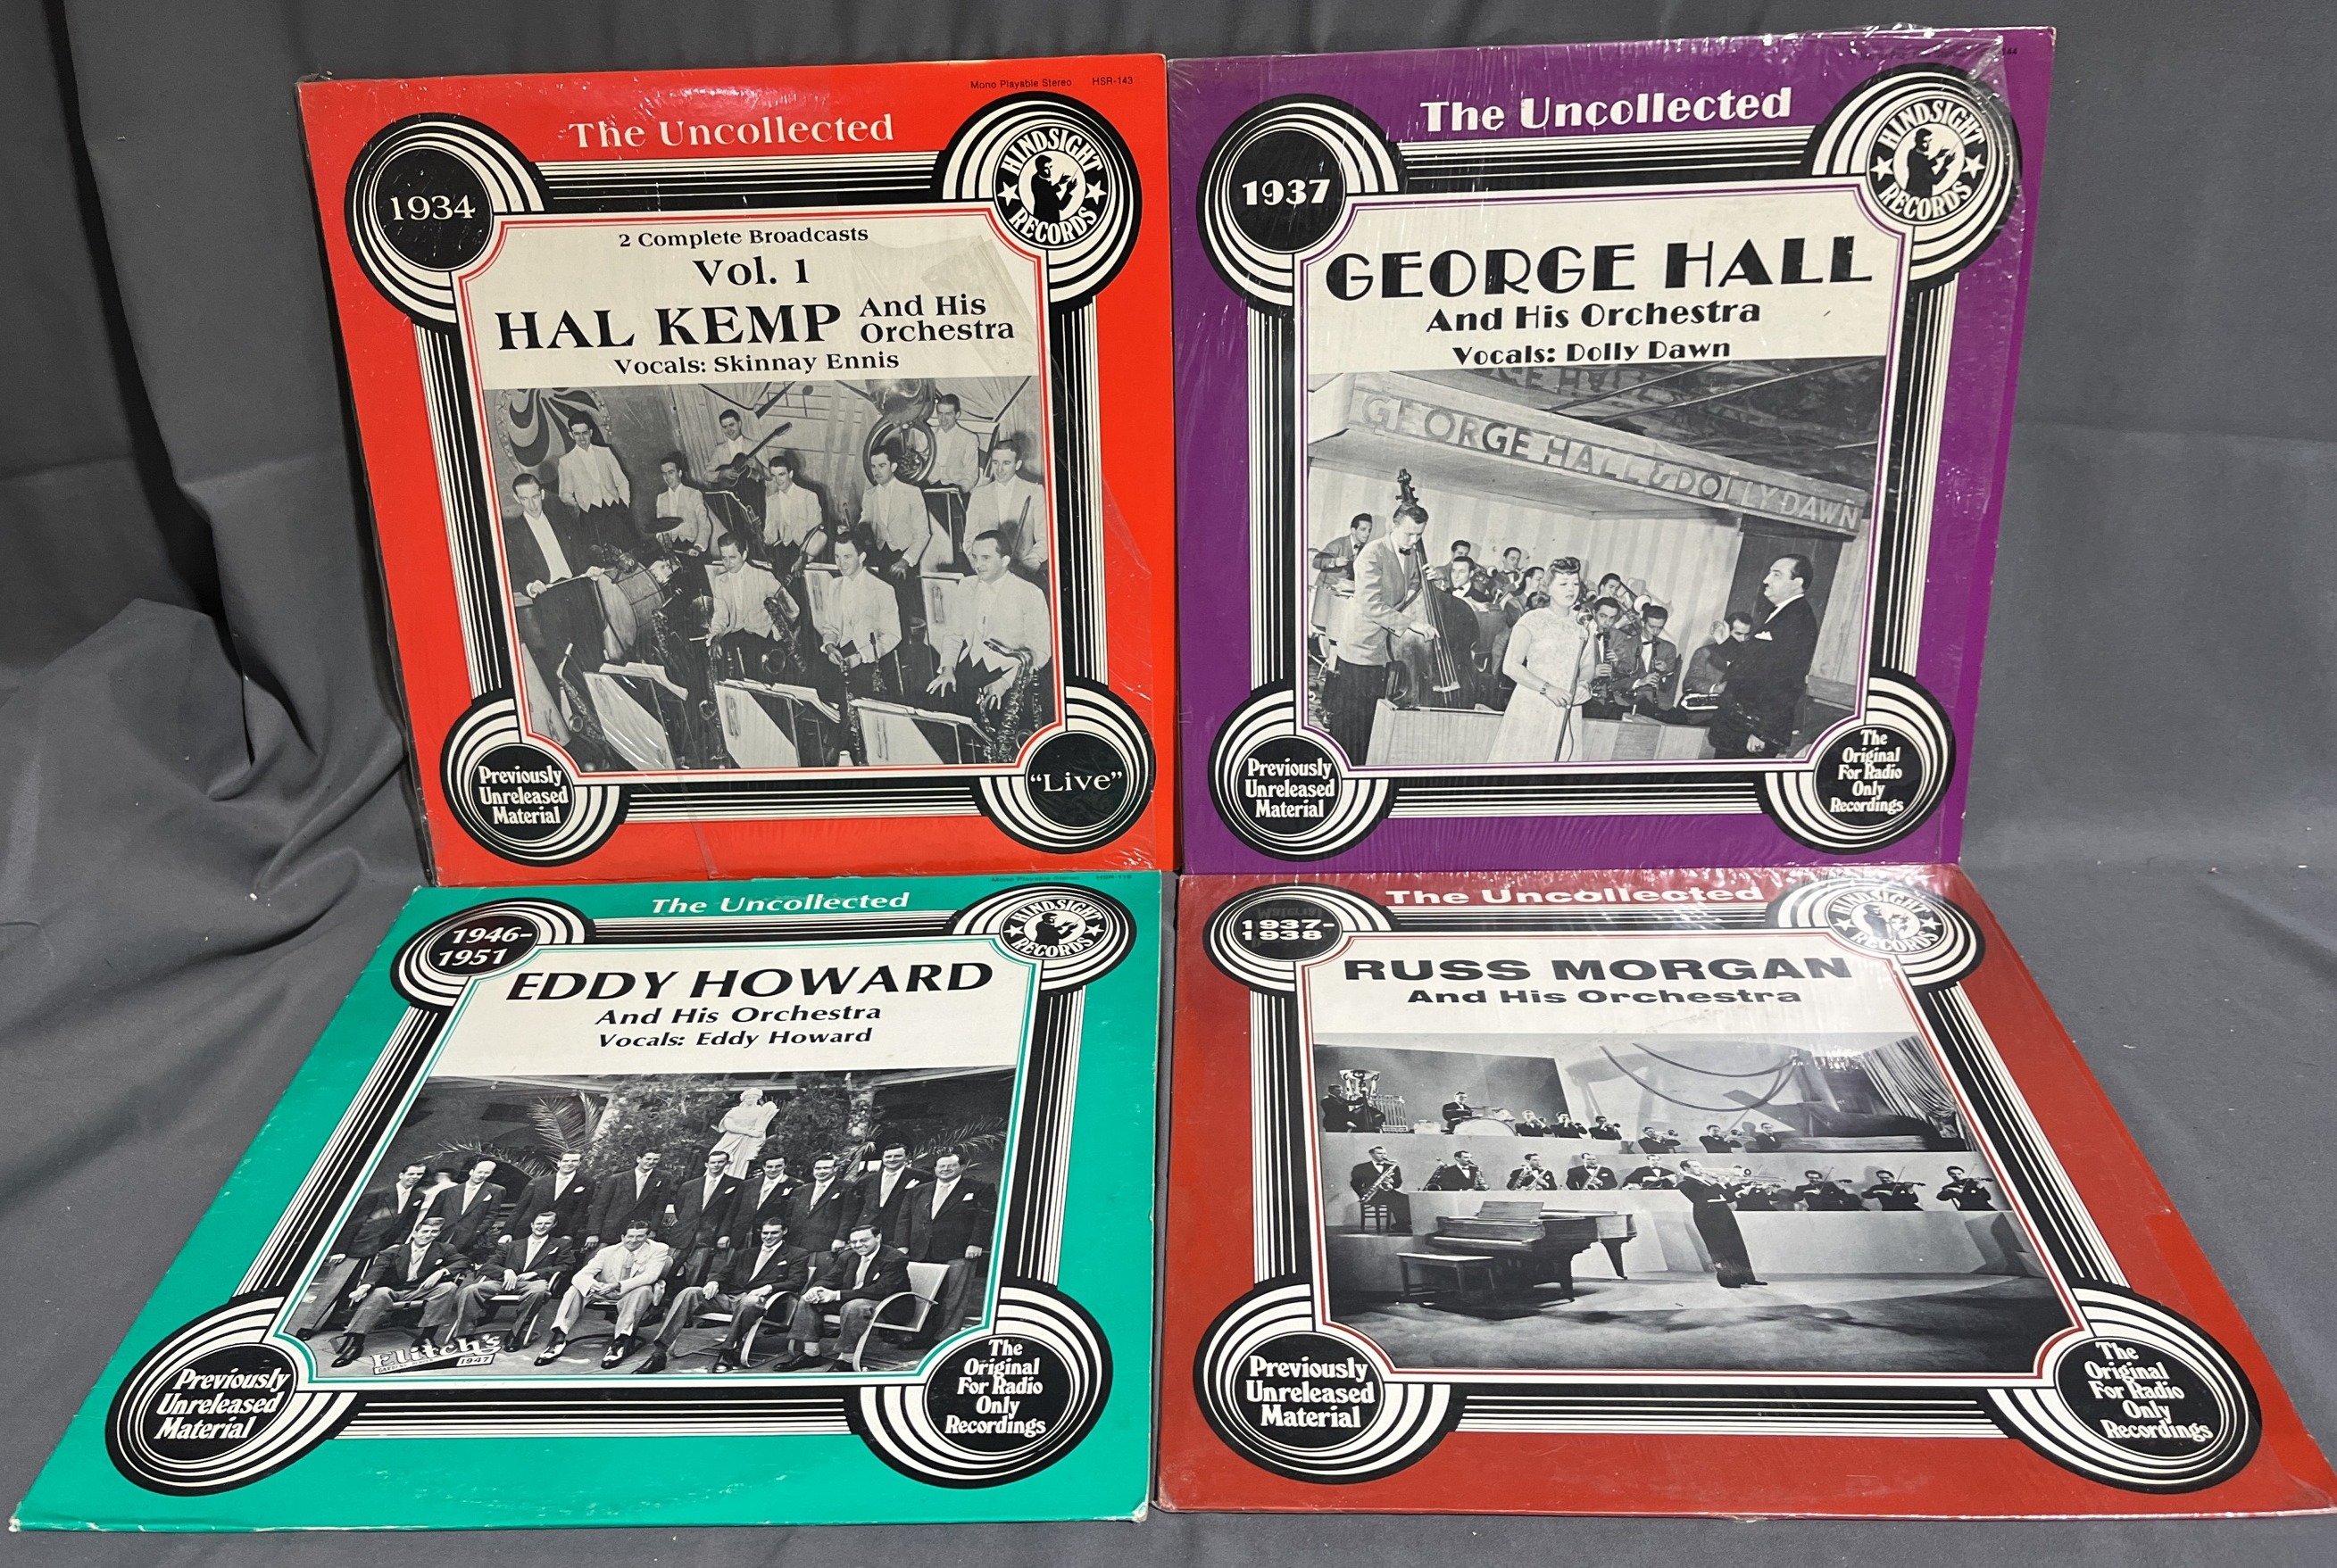 Mono Playable Stereo HSR-143
The Uncollected
1934
HINDSIGHT RECORDS
2 Complete Broadcasts
Vol. 1
HAL KEMP And His
Orchestra
Vocals: Skinnay Ennis
Previously
Unreleased
Material
"Live"
The Uncollected
1937
HINDSIGHT RECORDS
GEORGE HALL
And His Orchestra
Vocals: Dolly Dawn
GEORGE HALL & DOLLY DAWN
Previously
Unreleased
Material
The
Original
For Radio
Only
Recordings
Mono Playable Stereo
The Uncollected
1946-
1951
HINDSIGHT RECORDS
EDDY HOWARD
And His Orchestra
Vocals: Eddy Howard
Elitch's
1947
Previously
Unreleased
Material
The
Original
For Radio
Only
Recordings
The Uncollected
1937-
1938
HINDSIGHT RECORDS
RUSS MORGAN
And His Orchestra
Previously
Unreleased
Material
The
Original
For Radio
Only
Recordings